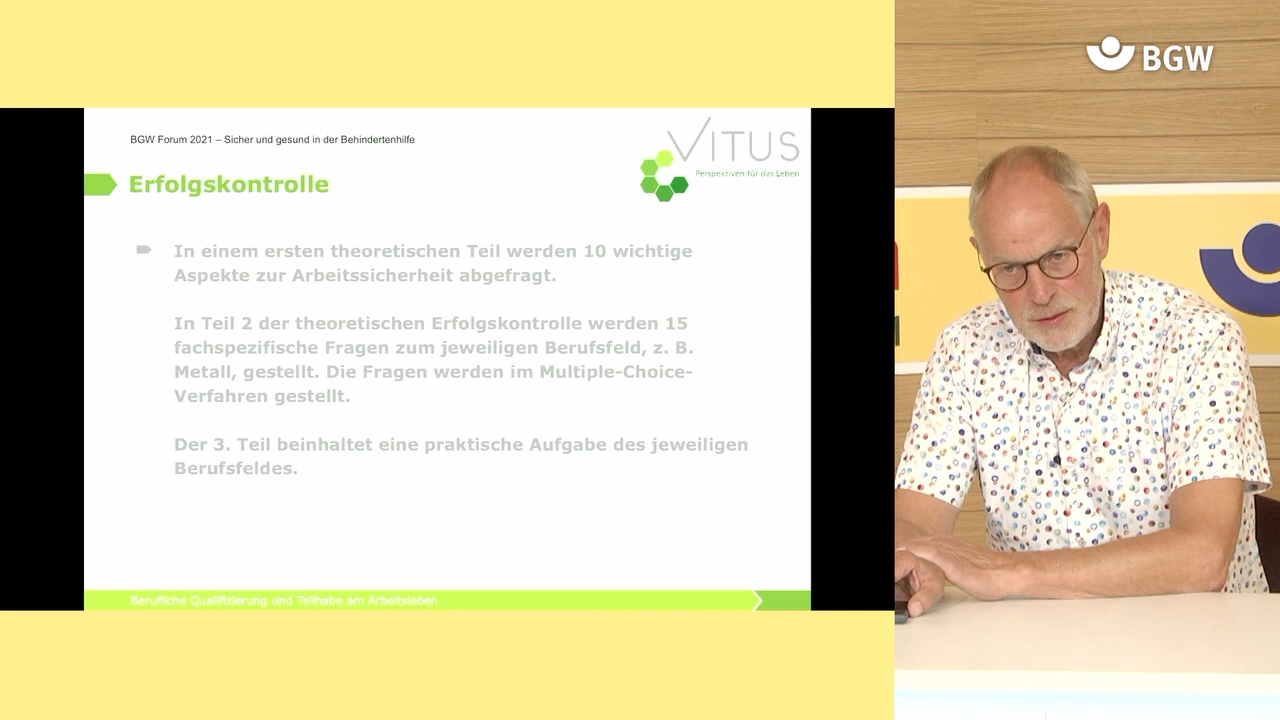 BGW Forum 2021 – Sicher und gesund in der Behindertenhilfe
VITUS
Perspektiven für das Leben
Erfolgskontrolle
In einem ersten theoretischen Teil werden 10 wichtige
Aspekte zur Arbeitssicherheit abgefragt.
In Teil 2 der theoretischen Erfolgskontrolle werden 15
fachspezifische Fragen zum jeweiligen Berufsfeld, z. B.
Metall, gestellt. Die Fragen werden im Multiple-Choice-
Verfahren gestellt.
Der 3. Teil beinhaltet eine praktische Aufgabe des jeweiligen
Berufsfeldes.
Berufliche Qualifizierung und Teilhabe am Arbeitsleben
BGW